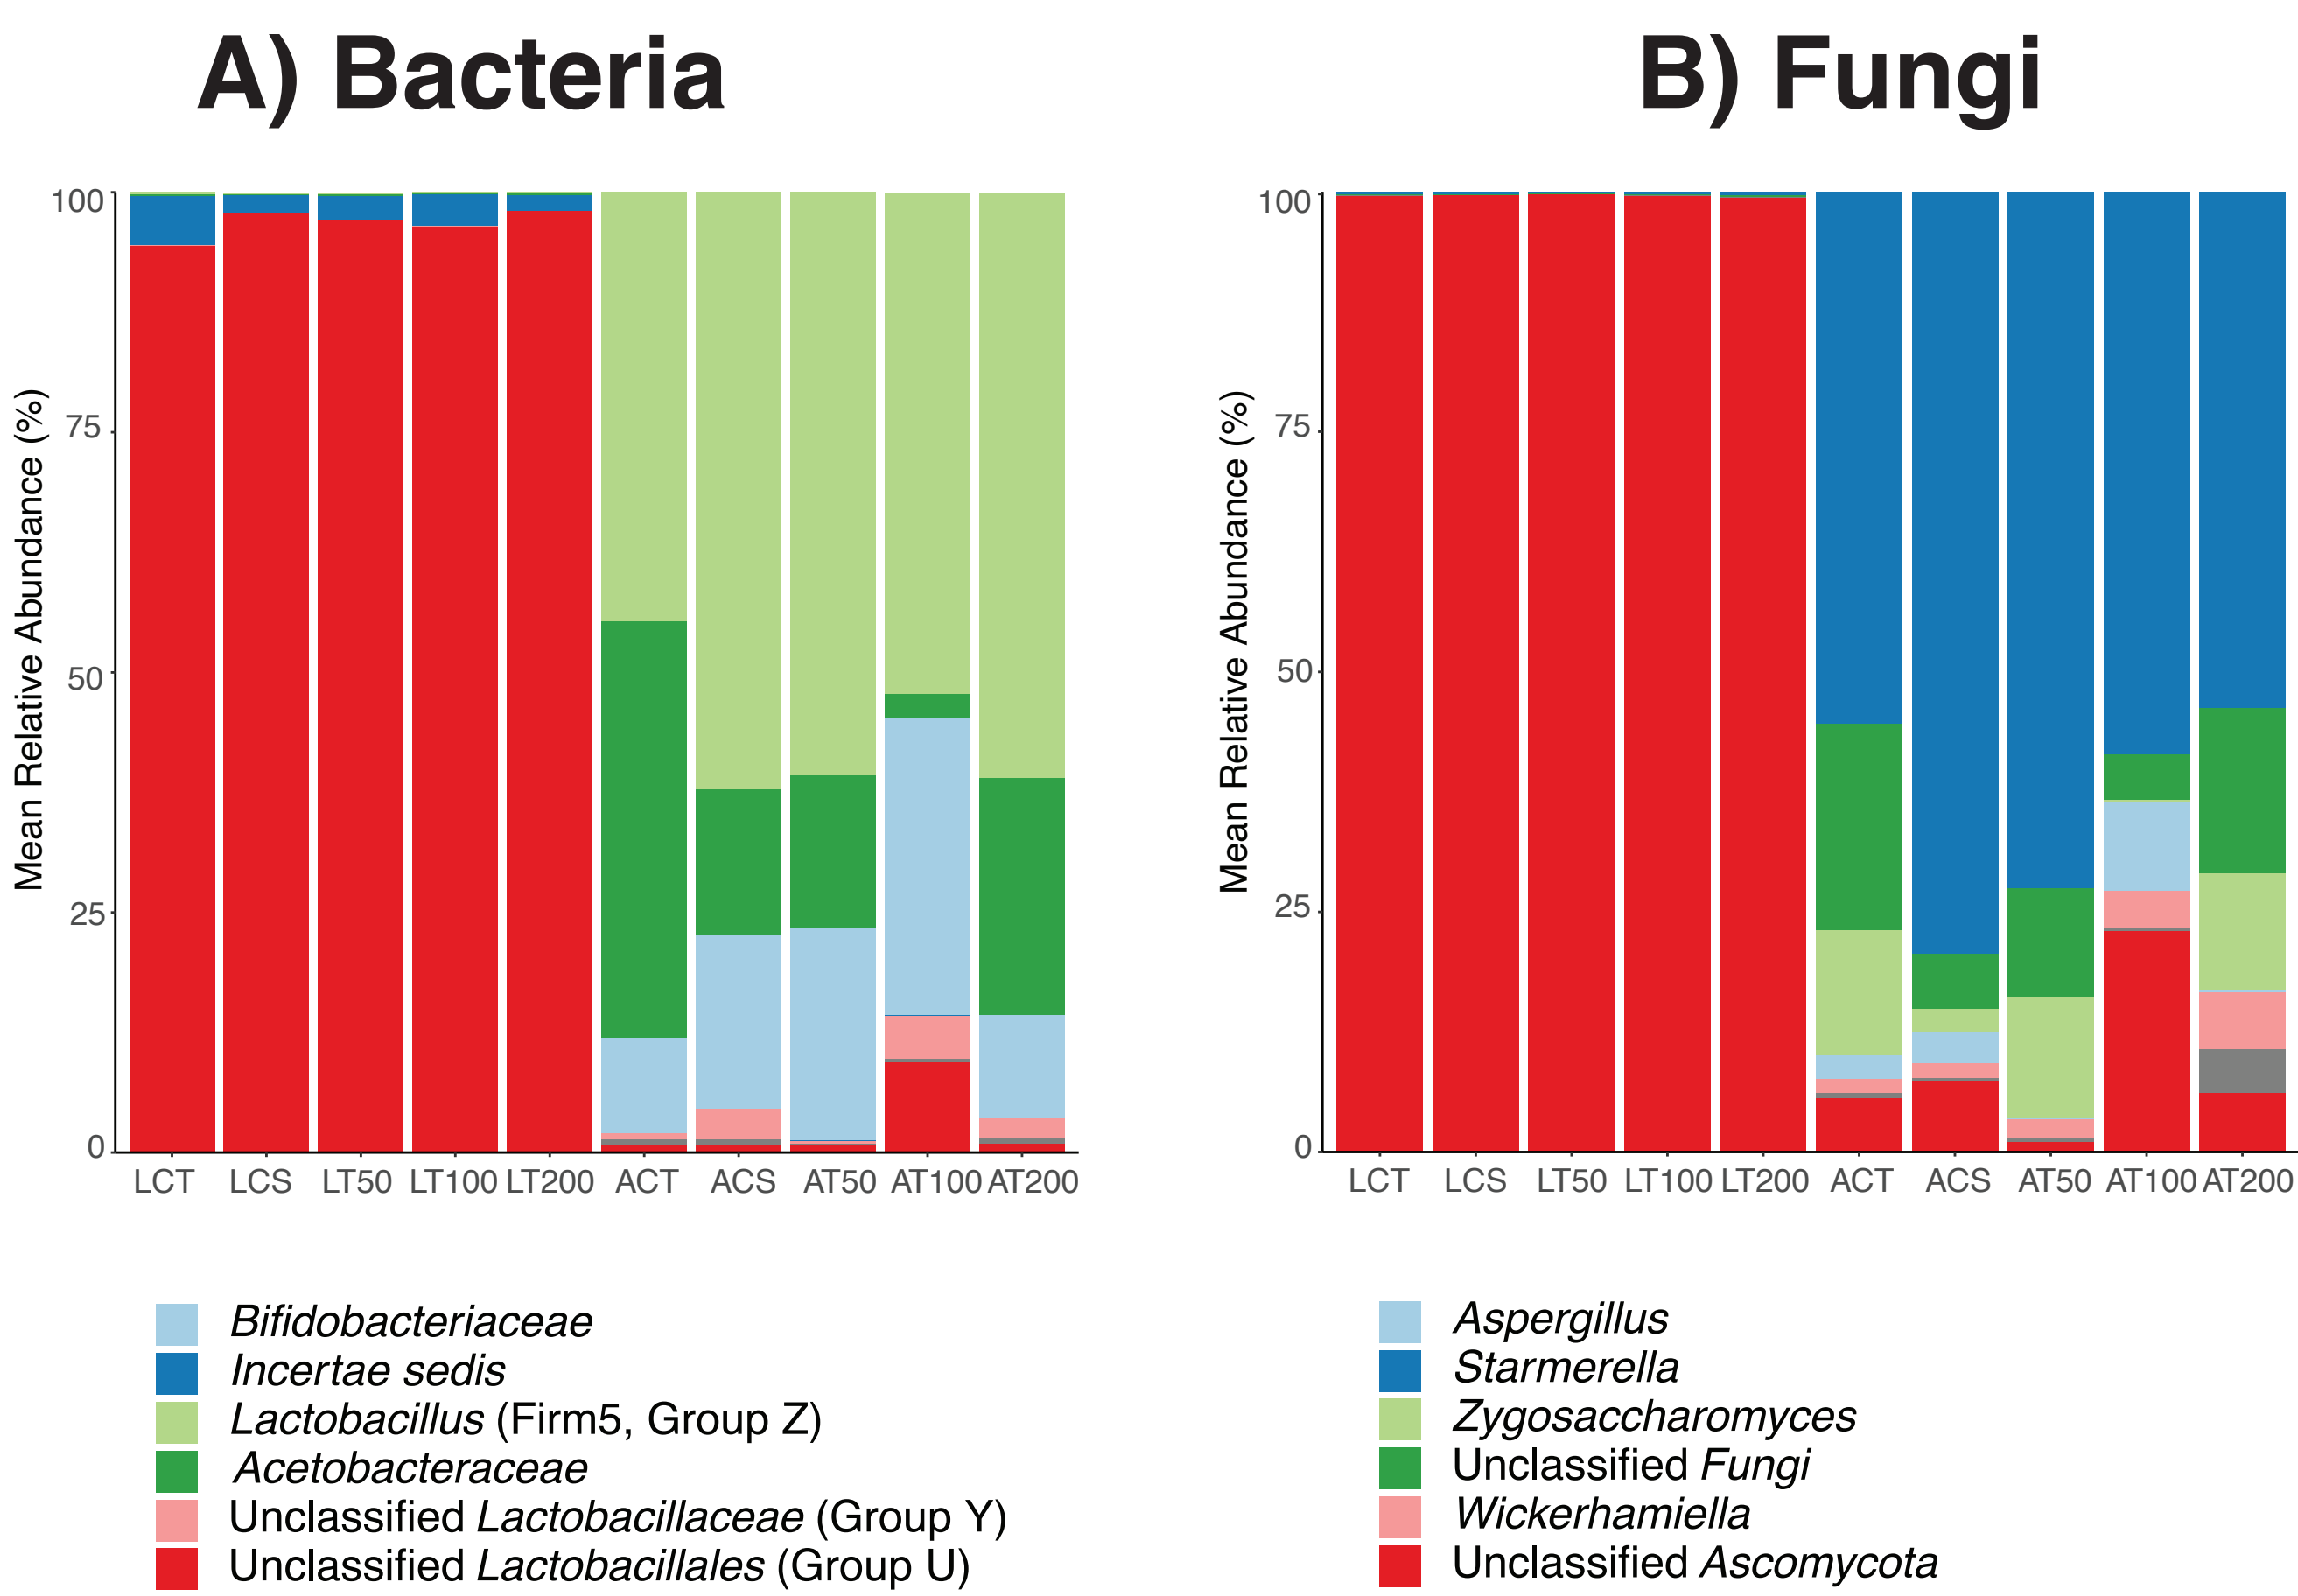 A) Bacteria
B) Fungi
Mean Relative Abundance (%)
100
75
50
25
0
LCT LCS LT50 LT100 LT200 ACT ACS AT50 AT100 AT200
Bifidobacteriaceae
Incertae sedis
Lactobacillus (Firm5, Group Z)
Acetobacteraceae
Unclassified Lactobacillaceae (Group Y)
Unclassified Lactobacillales (Group U)
Mean Relative Abundance (%)
100
75
50
25
0
LCT LCS LT50 LT100 LT200 ACT ACS AT50 AT100 AT200
Aspergillus
Starmerella
Zygosaccharomyces
Unclassified Fungi
Wickerhamiella
Unclassified Ascomycota